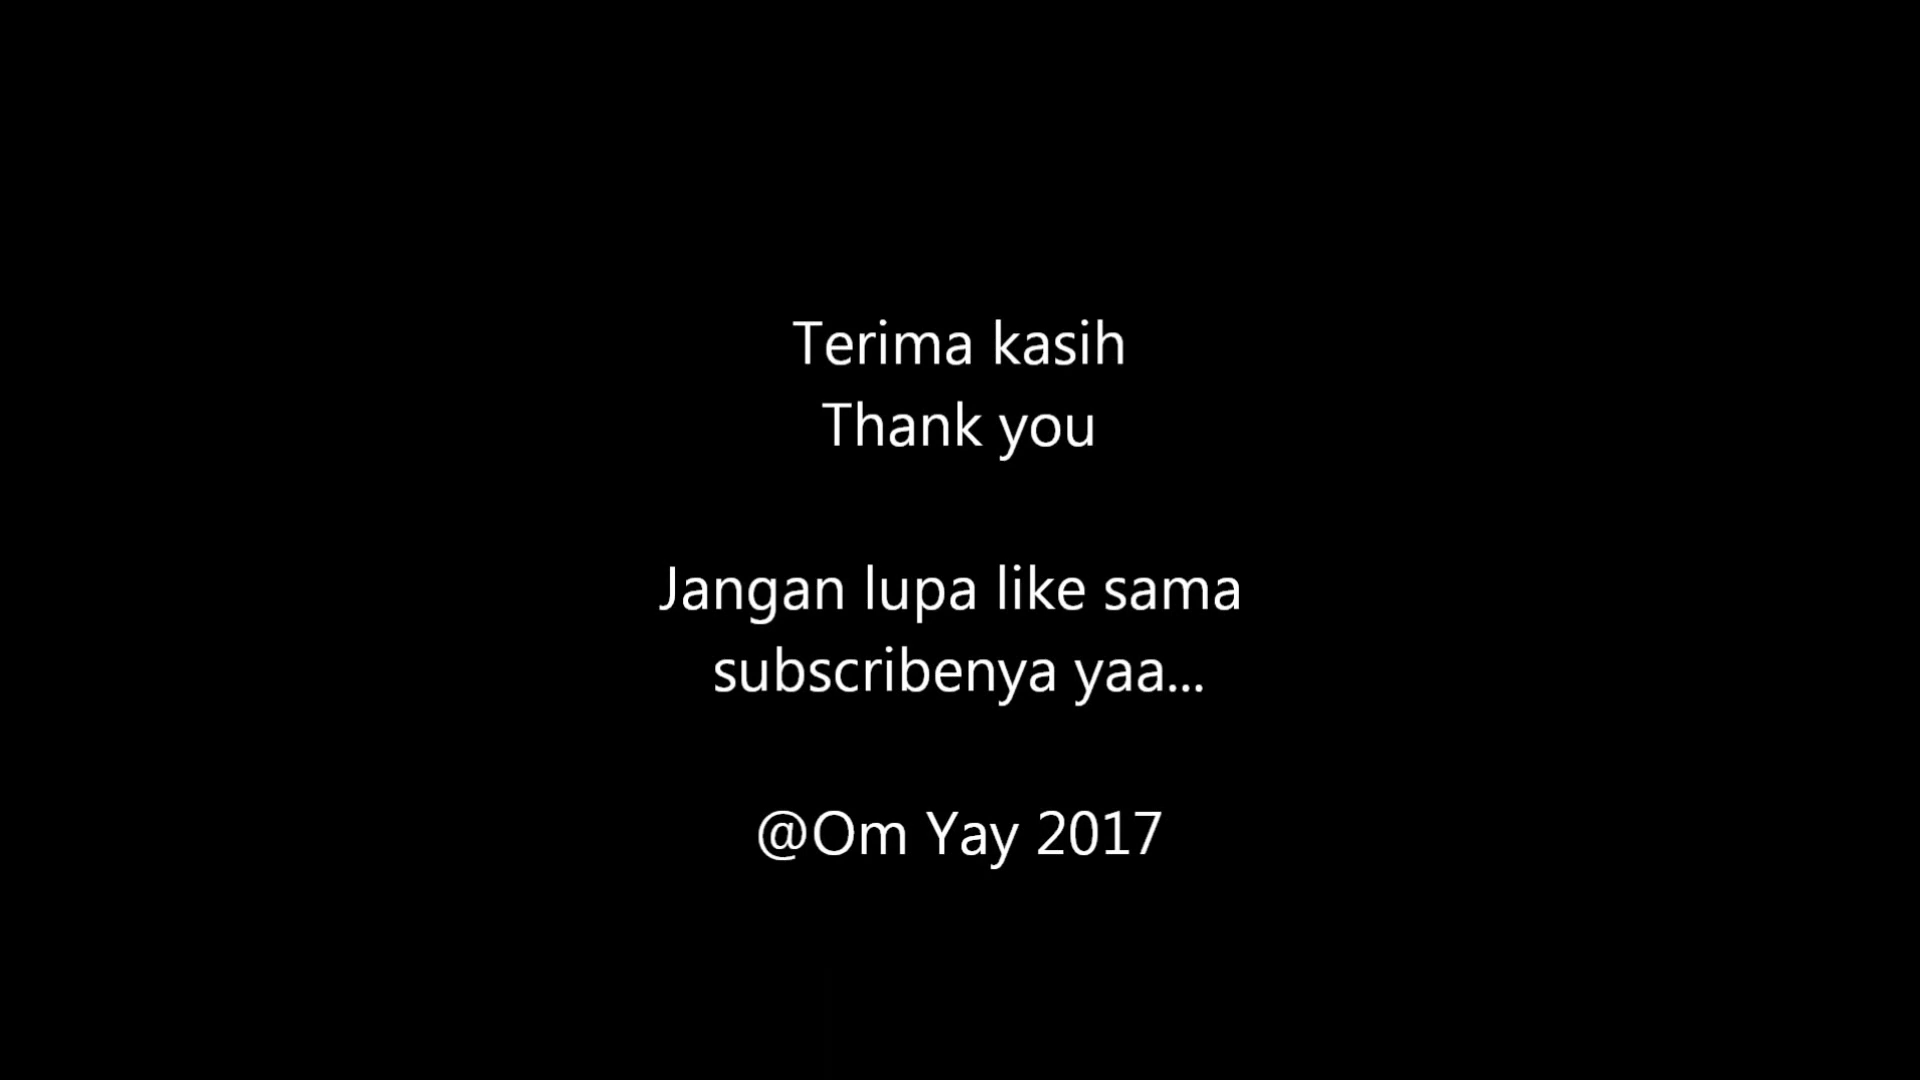 Terima kasih
Thank you
Jangan lupa like sama
subscribenya yaa...
@Om Yay 2017